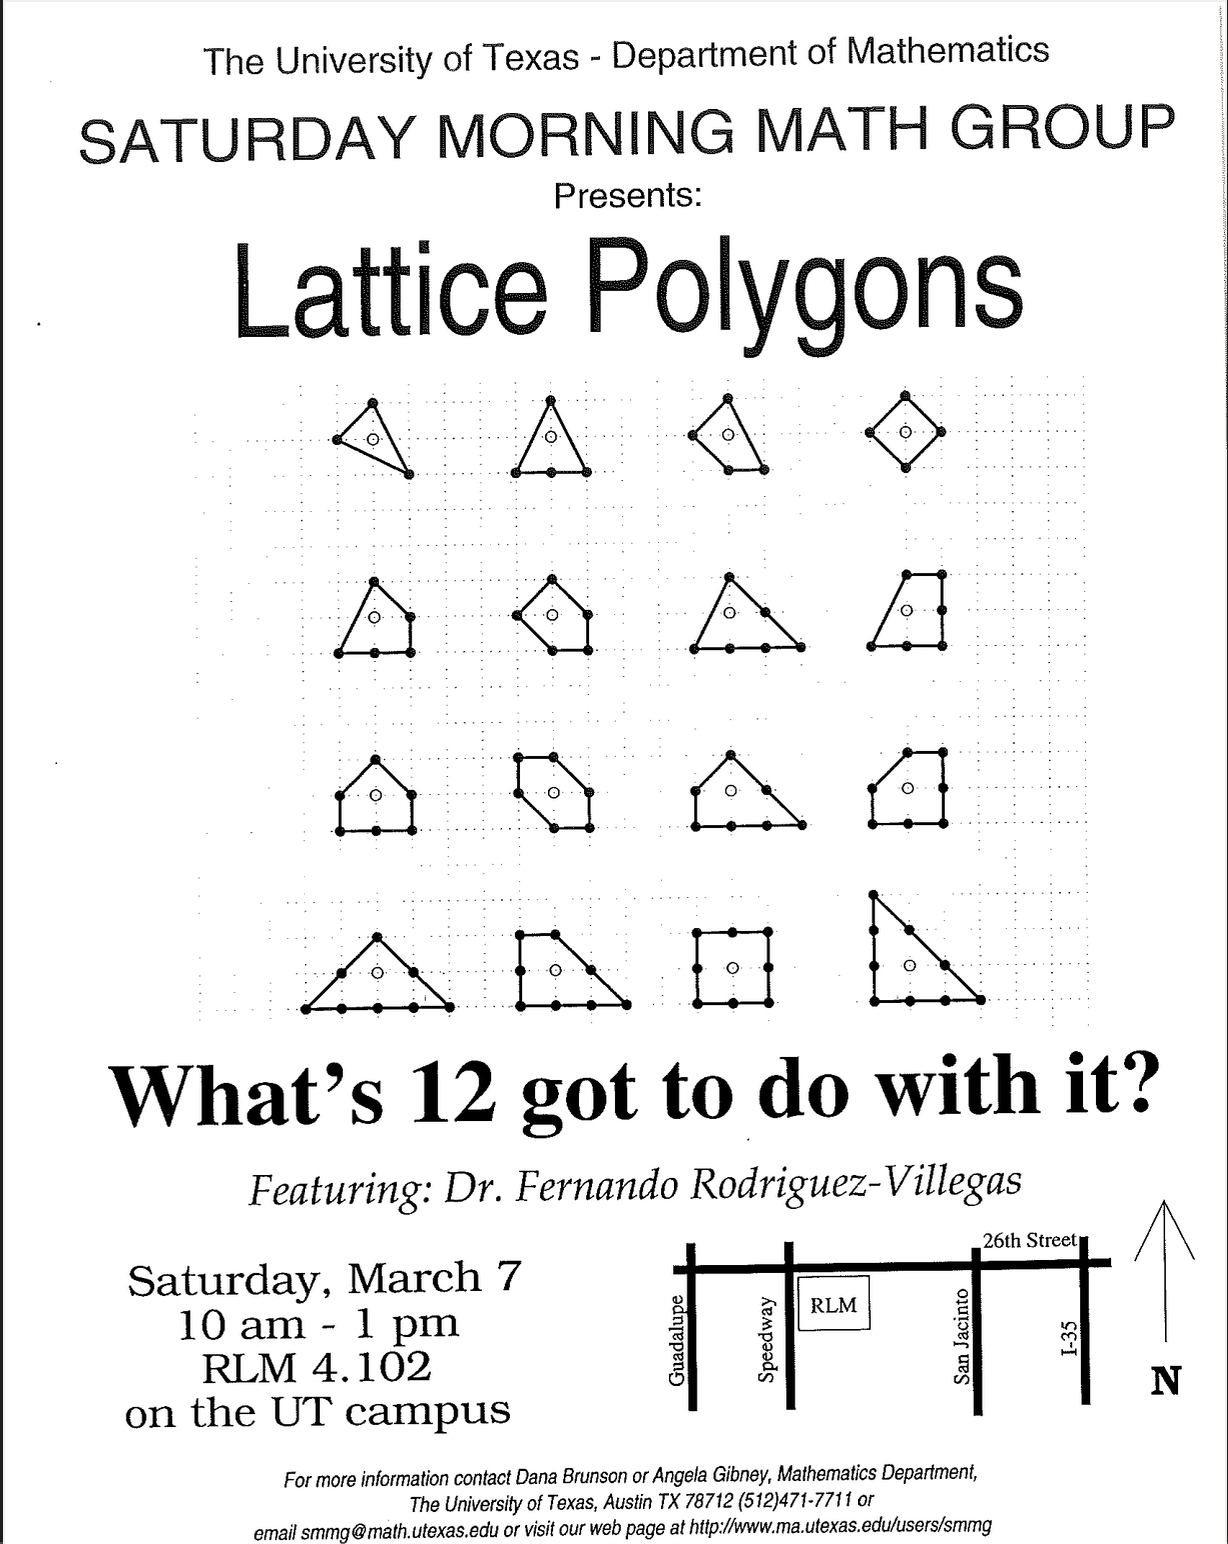 The University of Texas - Department of Mathematics
SATURDAY MORNING MATH GROUP
Presents:
Lattice Polygons
What's 12 got to do with it?
Featuring: Dr. Fernando Rodriguez-Villegas
Saturday, March 7
10 am - 1 pm
RLM 4.102
on the UT campus
26th Street
Guadalupe
Speedway
RLM
San Jacinto
I-35
N
For more information contact Dana Brunson or Angela Gibney, Mathematics Department,
The University of Texas, Austin TX 78712 (512)471-7711 or
email smmg@math.utexas.edu or visit our web page at http://www.ma.utexas.edu/users/smmg